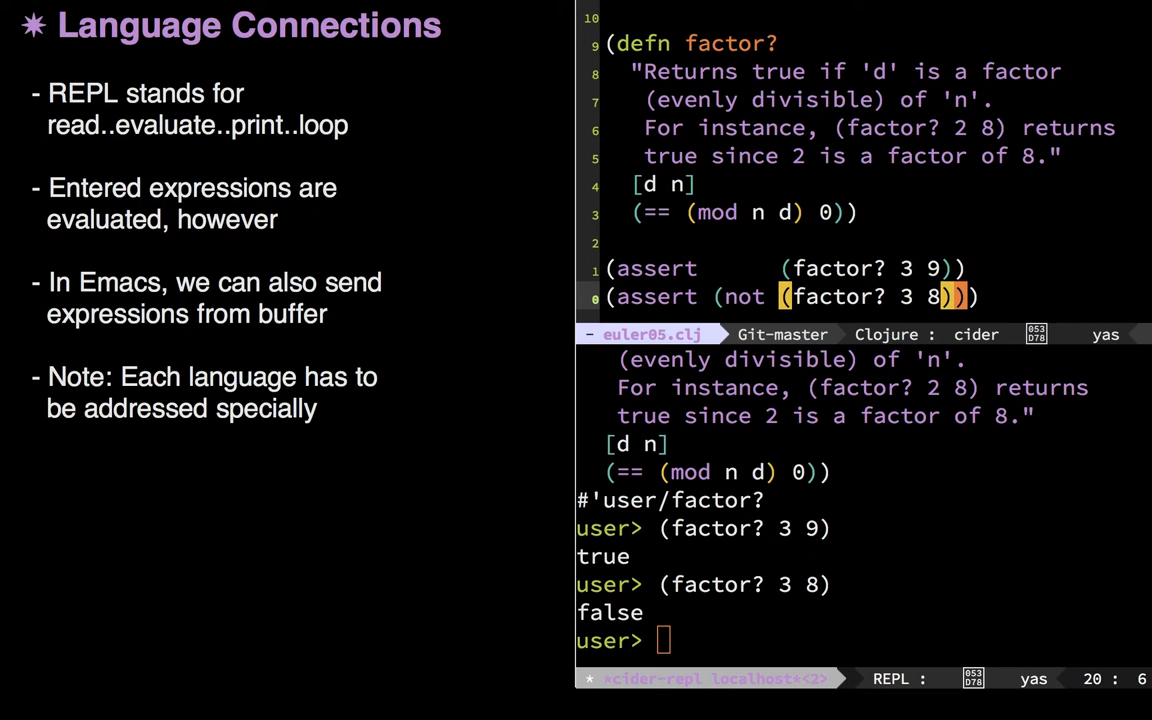 ✷ Language Connections
- REPL stands for
read..evaluate..print..loop
- Entered expressions are
evaluated, however
- In Emacs, we can also send
expressions from buffer
- Note: Each language has to
be addressed specially
10
9 (defn factor?
8 "Returns true if 'd' is a factor
7 (evenly divisible) of 'n'.
6 For instance, (factor? 2 8) returns
5 true since 2 is a factor of 8."
4 [d n]
3 (== (mod n d) 0))
2
1 (assert      (factor? 3 9))
0 (assert (not (factor? 3 8)))
- euler05.clj Git-master Clojure : cider 053D78 yas
(evenly divisible) of 'n'.
For instance, (factor? 2 8) returns
true since 2 is a factor of 8."
[d n]
(== (mod n d) 0))
#'user/factor?
user> (factor? 3 9)
true
user> (factor? 3 8)
false
user>
* *cider-repl localhost*<2> REPL : 053D78 yas 20 : 6